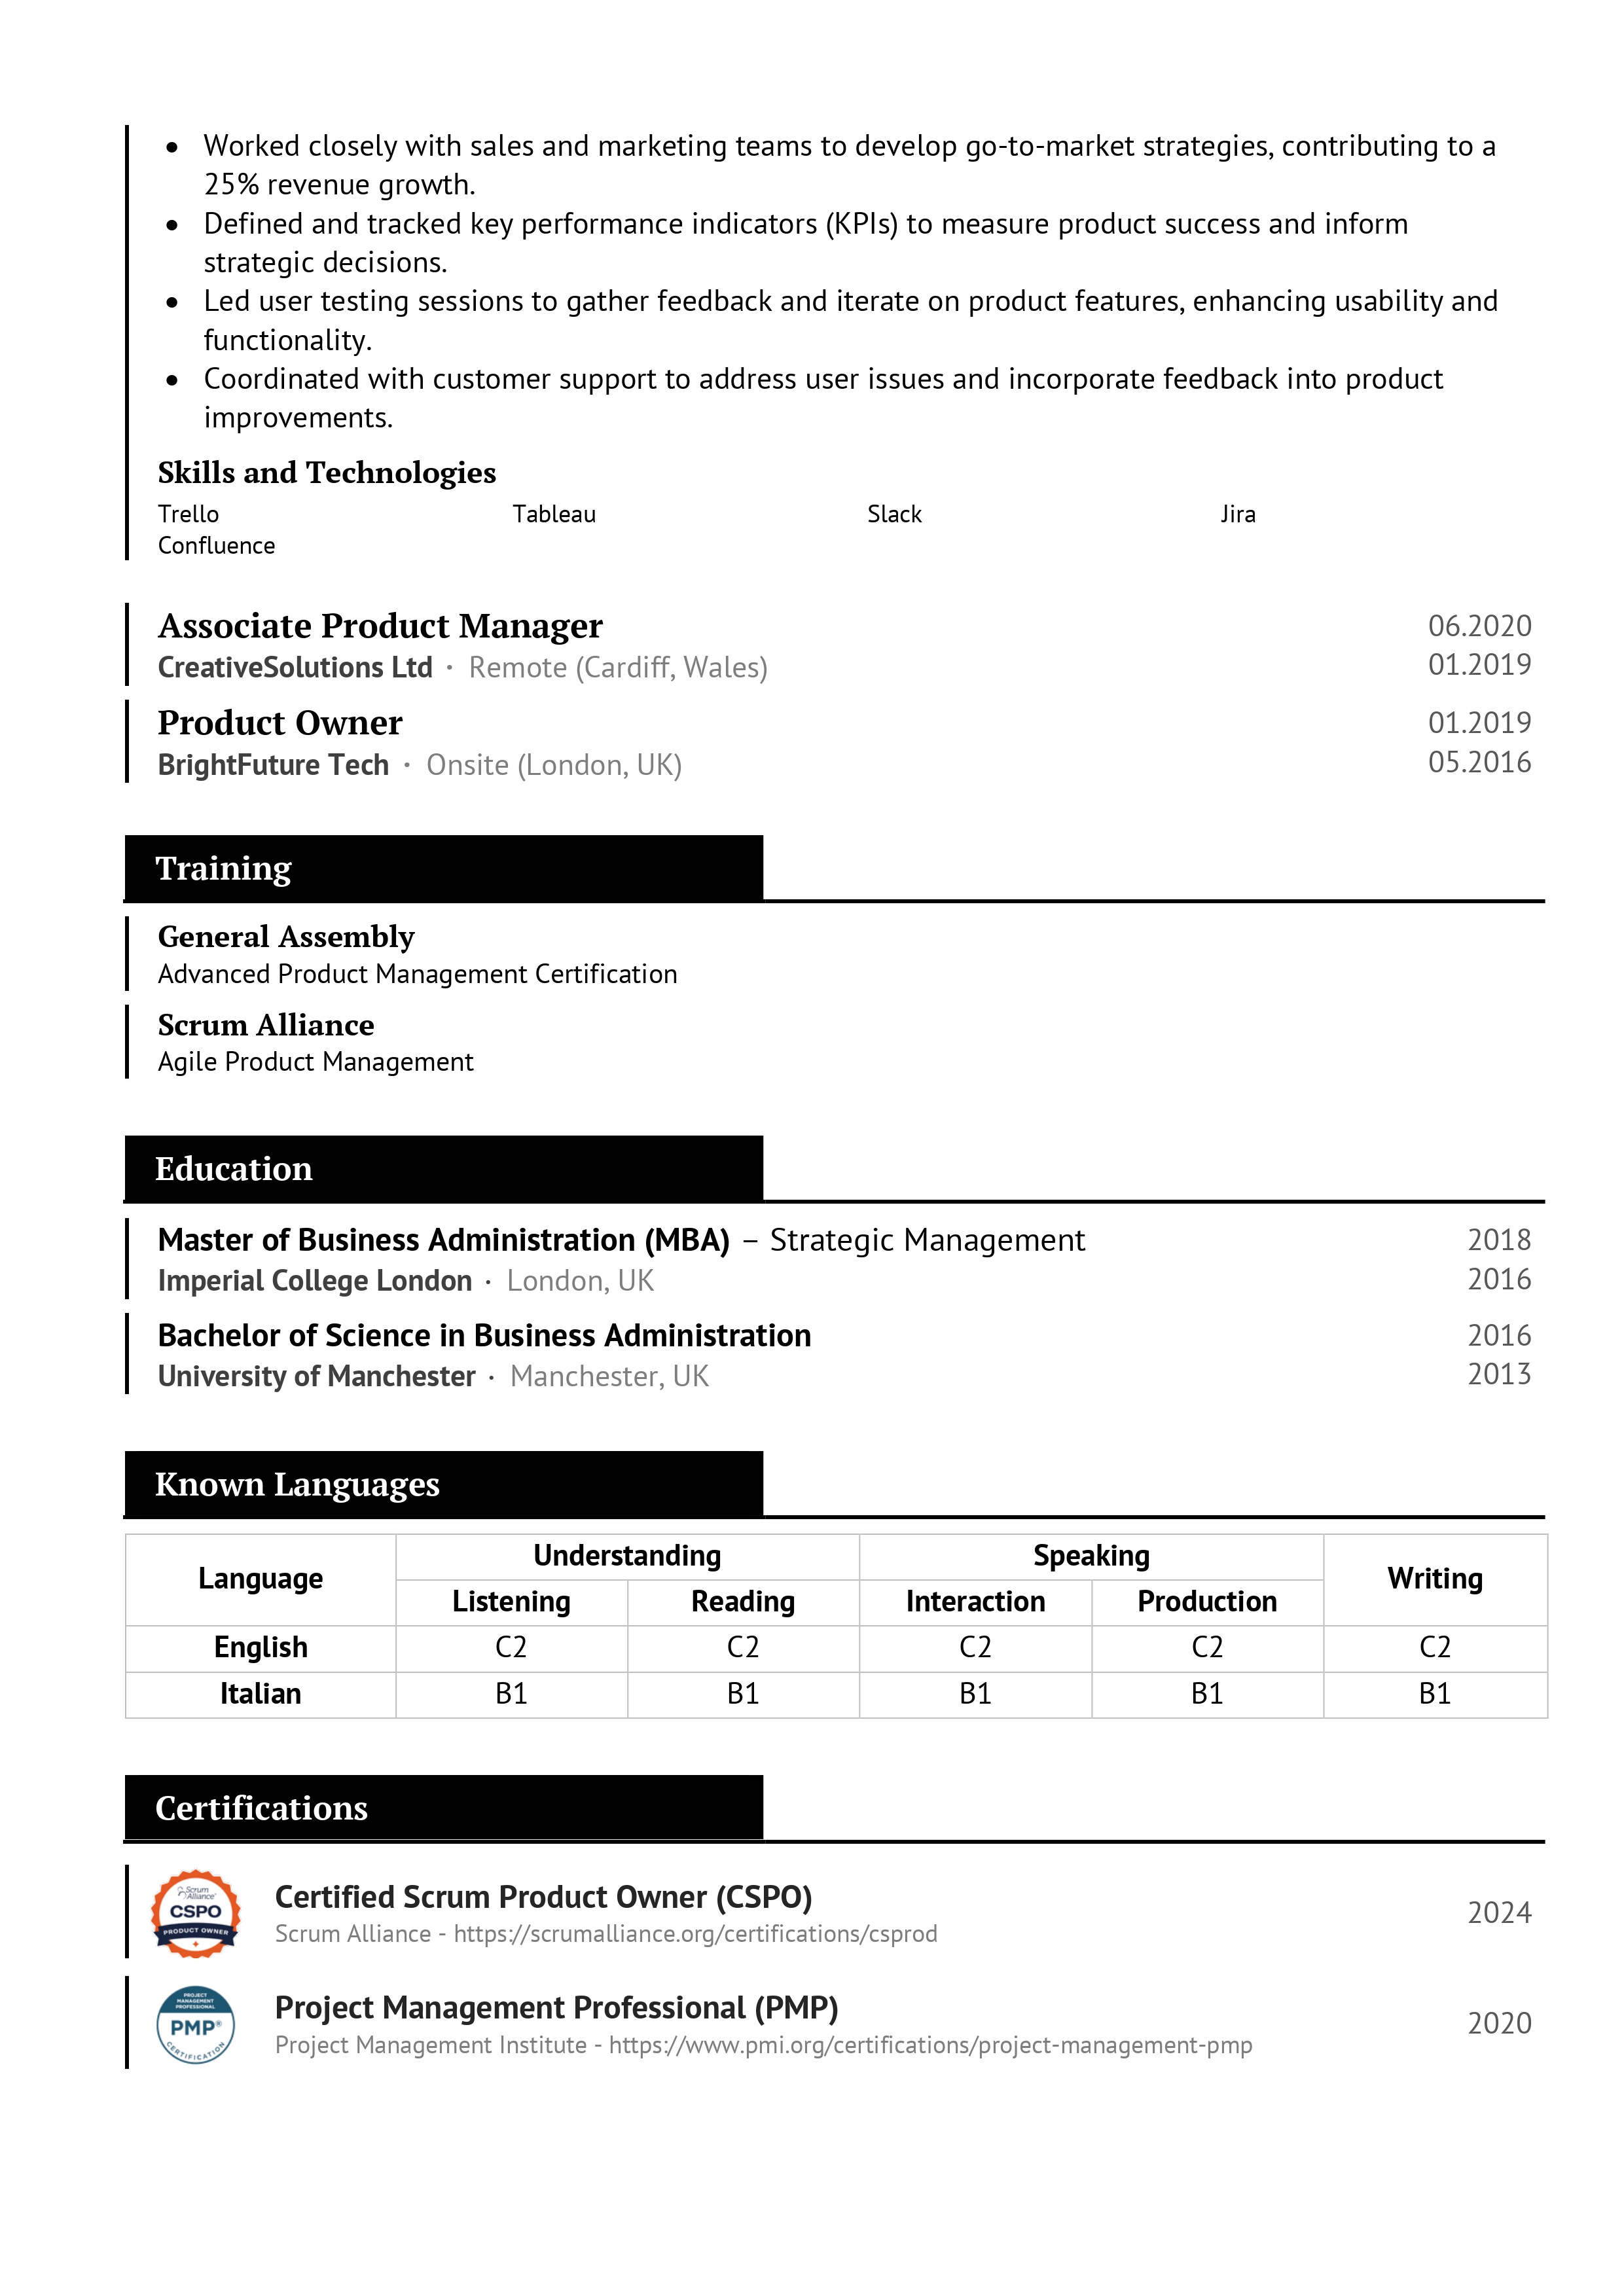 • Worked closely with sales and marketing teams to develop go-to-market strategies, contributing to a
25% revenue growth.
• Defined and tracked key performance indicators (KPIs) to measure product success and inform
strategic decisions.
• Led user testing sessions to gather feedback and iterate on product features, enhancing usability and
functionality.
• Coordinated with customer support to address user issues and incorporate feedback into product
improvements.
Skills and Technologies
Trello Tableau Slack Jira
Confluence
Associate Product Manager 06.2020
CreativeSolutions Ltd · Remote (Cardiff, Wales) 01.2019
Product Owner 01.2019
BrightFuture Tech · Onsite (London, UK) 05.2016
Training
General Assembly
Advanced Product Management Certification
Scrum Alliance
Agile Product Management
Education
Master of Business Administration (MBA) – Strategic Management 2018
Imperial College London · London, UK 2016
Bachelor of Science in Business Administration 2016
University of Manchester · Manchester, UK 2013
Known Languages
Language Understanding Speaking Writing
Listening Reading Interaction Production
English C2 C2 C2 C2 C2
Italian B1 B1 B1 B1 B1
Certifications
Scrum
Alliance
CSPO
PRODUCT OWNER
Certified Scrum Product Owner (CSPO) 2024
Scrum Alliance - https://scrumalliance.org/certifications/csprod
PROJECT
MANAGEMENT
PROFESSIONAL
PMP®
CERTIFICATION
Project Management Professional (PMP) 2020
Project Management Institute - https://www.pmi.org/certifications/project-management-pmp